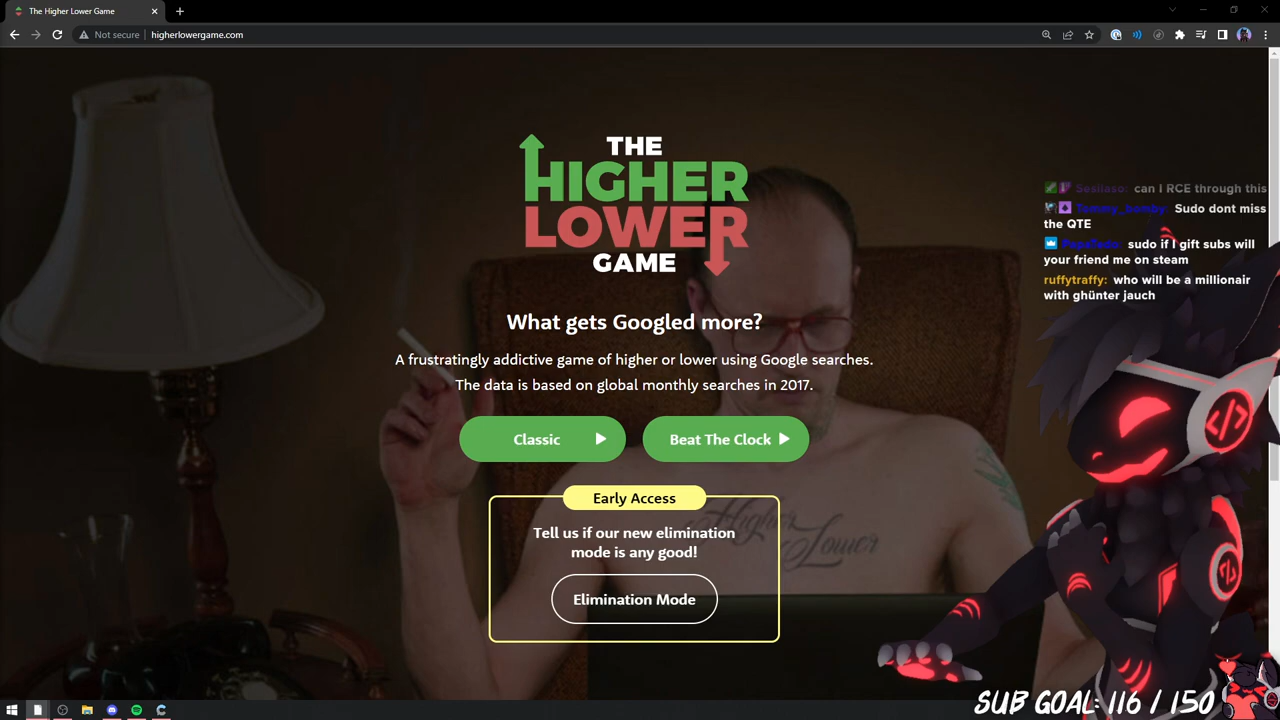 The Higher Lower Game
Not secure
higherlowergame.com
THE
HIGHER
LOWER
GAME
What gets Googled more?
A frustratingly addictive game of higher or lower using Google searches.
The data is based on global monthly searches in 2017.
Classic
Beat The Clock
Early Access
Tell us if our new elimination
mode is any good!
Elimination Mode
Higher
Lower
Sesliaso: can I RCE through this
Tommy_bamby: Sudo dont miss
the QTE
sudo if I gift subs will
your friend me on steam
ruffytraffy: who will be a millionair
with ghünter jauch
</>
SUB GOAL: 116 / 150